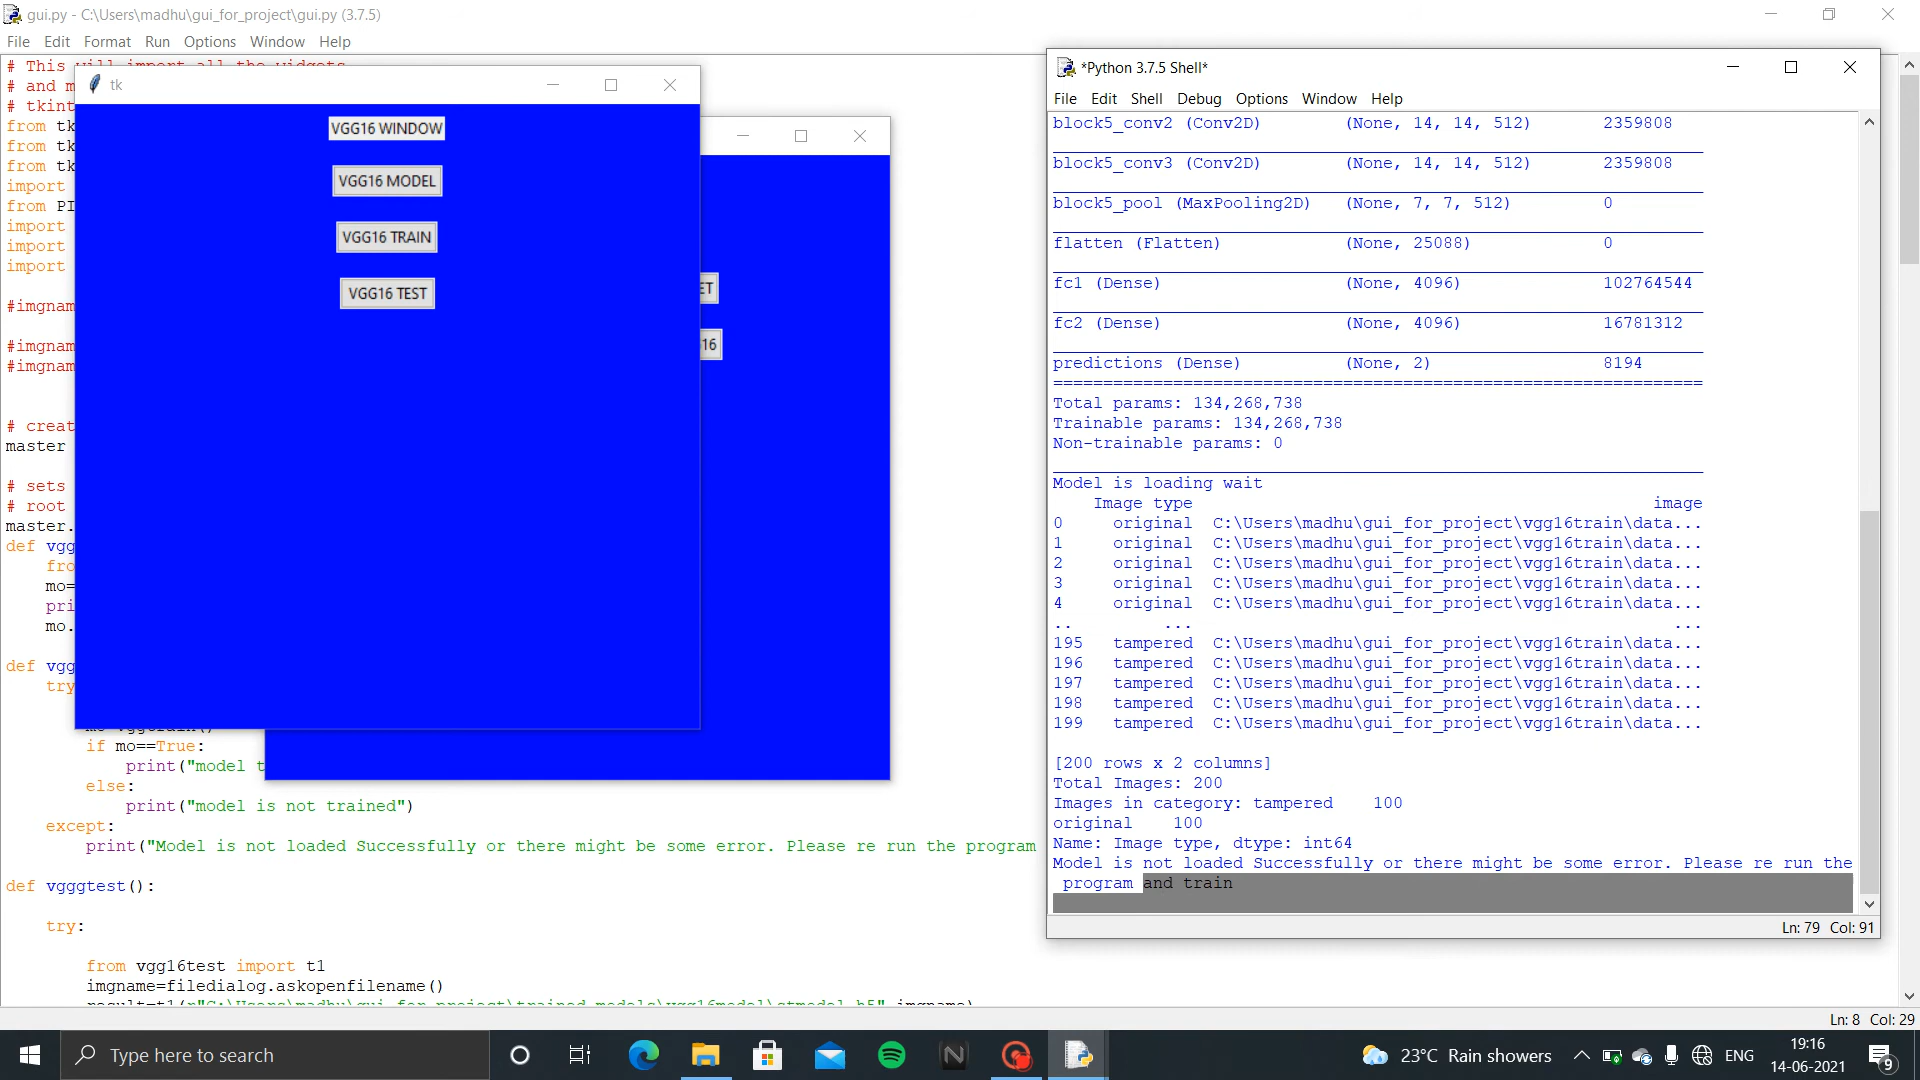 gui.py - C:\Users\madhu\gui_for_project\gui.py (3.7.5)
File Edit Format Run Options Window Help
# This will import all the widgets
# and m
# tkint
from tk
from tk
from tk
import
from PI
import
import
import
#imgnam
#imgnam
#imgnam
# creat
master
# sets
# root
master.
def vgg
fro
mo=
pri
mo.
def vgg
try
if mo==True:
print("model t
else:
print("model is not trained")
except:
print("Model is not loaded Successfully or there might be some error. Please re run the program
def vgggtest():
try:
from vgg16test import t1
imgname=filedialog.askopenfilename()
Ln: 8 Col: 29
tk
VGG16 WINDOW
VGG16 MODEL
VGG16 TRAIN
VGG16 TEST
ET
16
*Python 3.7.5 Shell*
File Edit Shell Debug Options Window Help
block5_conv2 (Conv2D) (None, 14, 14, 512) 2359808
block5_conv3 (Conv2D) (None, 14, 14, 512) 2359808
block5_pool (MaxPooling2D) (None, 7, 7, 512) 0
flatten (Flatten) (None, 25088) 0
fc1 (Dense) (None, 4096) 102764544
fc2 (Dense) (None, 4096) 16781312
predictions (Dense) (None, 2) 8194
=================================================================
Total params: 134,268,738
Trainable params: 134,268,738
Non-trainable params: 0
Model is loading wait
Image type image
0 original C:\Users\madhu\gui_for_project\vgg16train\data...
1 original C:\Users\madhu\gui_for_project\vgg16train\data...
2 original C:\Users\madhu\gui_for_project\vgg16train\data...
3 original C:\Users\madhu\gui_for_project\vgg16train\data...
4 original C:\Users\madhu\gui_for_project\vgg16train\data...
.. ... ...
195 tampered C:\Users\madhu\gui_for_project\vgg16train\data...
196 tampered C:\Users\madhu\gui_for_project\vgg16train\data...
197 tampered C:\Users\madhu\gui_for_project\vgg16train\data...
198 tampered C:\Users\madhu\gui_for_project\vgg16train\data...
199 tampered C:\Users\madhu\gui_for_project\vgg16train\data...
[200 rows x 2 columns]
Total Images: 200
Images in category: tampered 100
original 100
Name: Image type, dtype: int64
Model is not loaded Successfully or there might be some error. Please re run the
program and train
Ln: 79 Col: 91
Type here to search
23°C Rain showers
ENG
19:16
14-06-2021
9